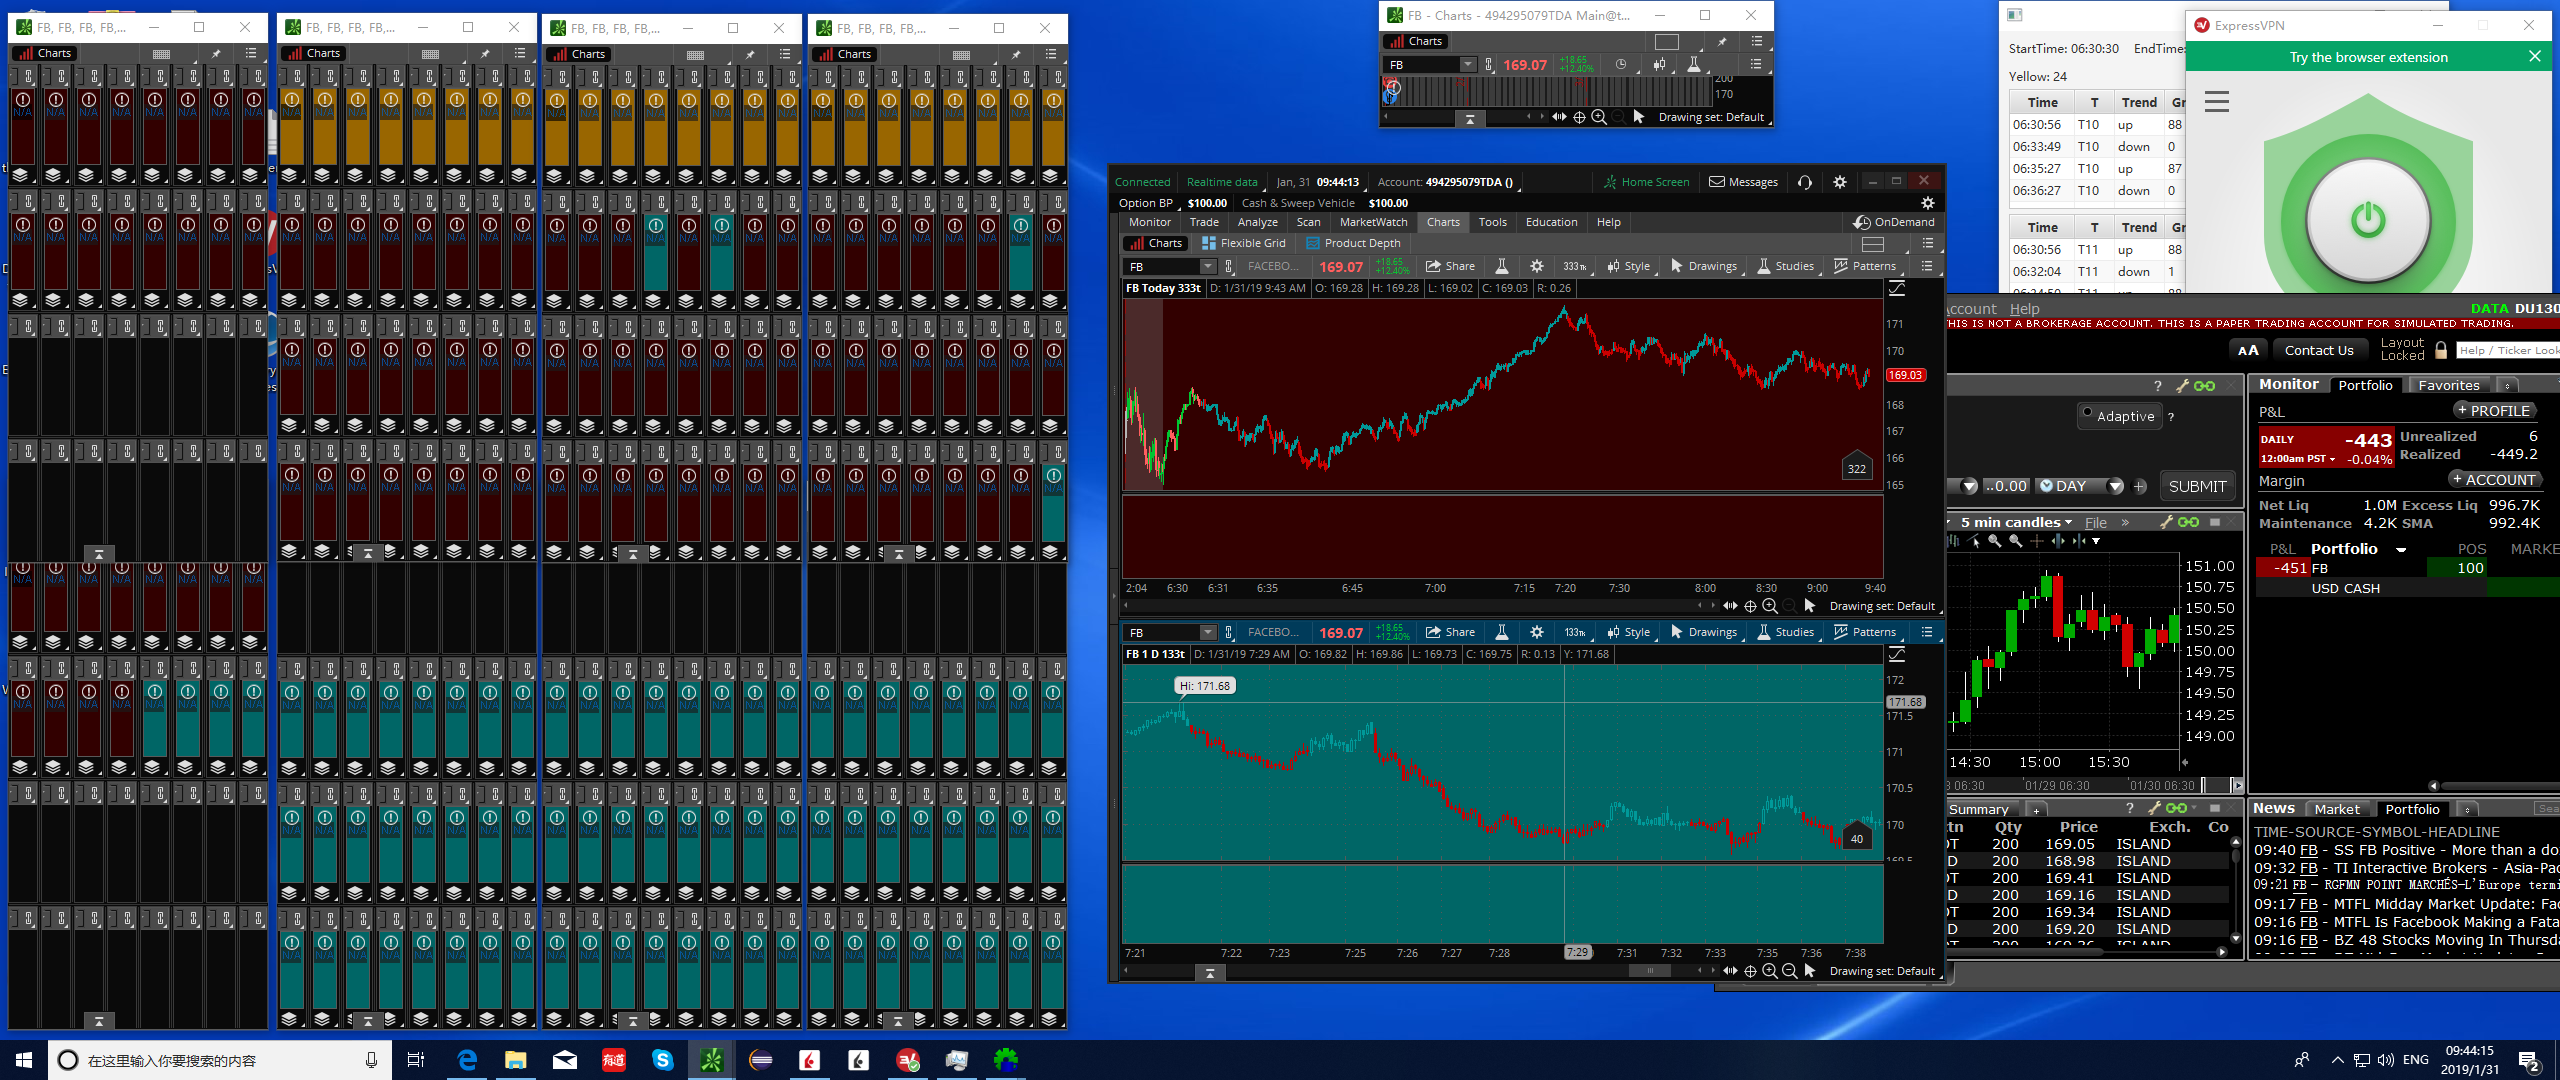 FB, FB, FB, FB,...
Charts
FB, FB, FB, FB,...
Charts
FB, FB, FB, FB,...
Charts
FB, FB, FB, FB,...
Charts
N/A
FB - Charts - 494295079TDA Main@t...
Charts
FB
169.07
+18.65
+12.40%
200
170
Drawing set: Default
Connected
Realtime data
Jan, 31 09:44:13
Account: 494295079TDA ()
Home Screen
Messages
Option BP $100.00
Cash & Sweep Vehicle $100.00
Monitor Trade Analyze Scan MarketWatch Charts Tools Education Help
OnDemand
Charts Flexible Grid Product Depth
FB FACEBO... 169.07 +18.65 +12.40% Share 333tk Style Drawings Studies Patterns
FB Today 333t D: 1/31/19 9:43 AM O: 169.28 H: 169.28 L: 169.02 C: 169.03 R: 0.26
171
170
169.03
168
167
166
165
322
2:04 6:30 6:31 6:35 6:45 7:00 7:15 7:20 7:30 8:00 8:30 9:00 9:40
Drawing set: Default
FB FACEBO... 169.07 +18.65 +12.40% Share 133tk Style Drawings Studies Patterns
FB 1 D 133t D: 1/31/19 7:29 AM O: 169.82 H: 169.86 L: 169.73 C: 169.75 R: 0.13 Y: 171.68
Hi: 171.68
172
171.68
171.5
171
170.5
170
169.5
40
7:21 7:22 7:23 7:25 7:26 7:27 7:28 7:29 7:31 7:32 7:33 7:35 7:36 7:38
Drawing set: Default
StartTime: 06:30:30 EndTime:
Yellow: 24
Time T Trend Gr
06:30:56 T10 up 88
06:33:49 T10 down 0
06:35:27 T10 up 87
06:36:27 T10 down 0
Time T Trend Gr
06:30:56 T11 up 88
06:32:04 T11 down 1
ExpressVPN
Try the browser extension
Account Help
DATA DU130
THIS IS NOT A BROKERAGE ACCOUNT. THIS IS A PAPER TRADING ACCOUNT FOR SIMULATED TRADING.
AA Contact Us Layout Locked Help / Ticker Look
Adaptive ?
..0.00 DAY + SUBMIT
5 min candles File »
151.00
150.75
150.50
150.25
150.00
149.75
149.50
149.25
149.00
14:30 15:00 15:30
06:30 01/29 06:30 01/30 06:30
Monitor Portfolio Favorites
P&L + PROFILE
DAILY -443 Unrealized 6
12:00am PST -0.04% Realized -449.2
Margin + ACCOUNT
Net Liq 1.0M Excess Liq 996.7K
Maintenance 4.2K SMA 992.4K
P&L Portfolio POS MARKE
-451 FB 100
USD CASH
Summary +
tn Qty Price Exch. Co
OT 200 169.05 ISLAND
D 200 168.98 ISLAND
OT 200 169.41 ISLAND
D 200 169.16 ISLAND
OT 200 169.34 ISLAND
D 200 169.20 ISLAND
OT 200 169.36 ISLAND
News Market Portfolio
TIME-SOURCE-SYMBOL-HEADLINE
09:40 FB - SS FB Positive - More than a do
09:32 FB - TI Interactive Brokers - Asia-Pac
09:21 FB - RGFMN POINT MARCHÉS-L'Europe termi
09:17 FB - MTFL Midday Market Update: Fac
09:16 FB - MTFL Is Facebook Making a Fata
09:16 FB - BZ 48 Stocks Moving In Thursda
在这里输入你要搜索的内容
有道
ENG
09:44:15
2019/1/31
2